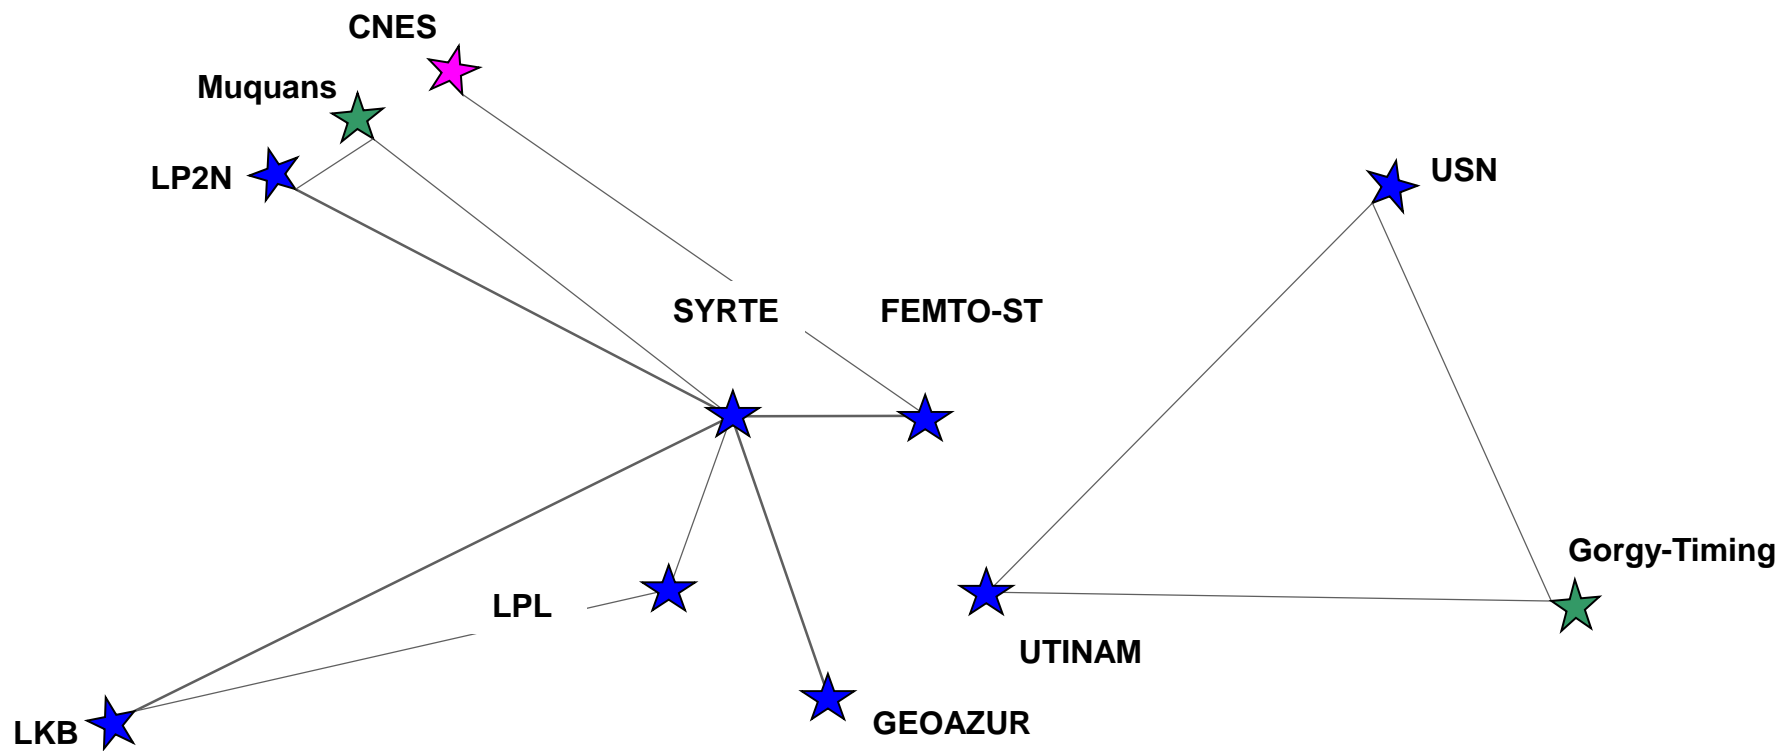 CNES
Muquans
LP2N
USN
SYRTE
FEMTO-ST
Gorgy-Timing
LPL
UTINAM
GEOAZUR
LKB